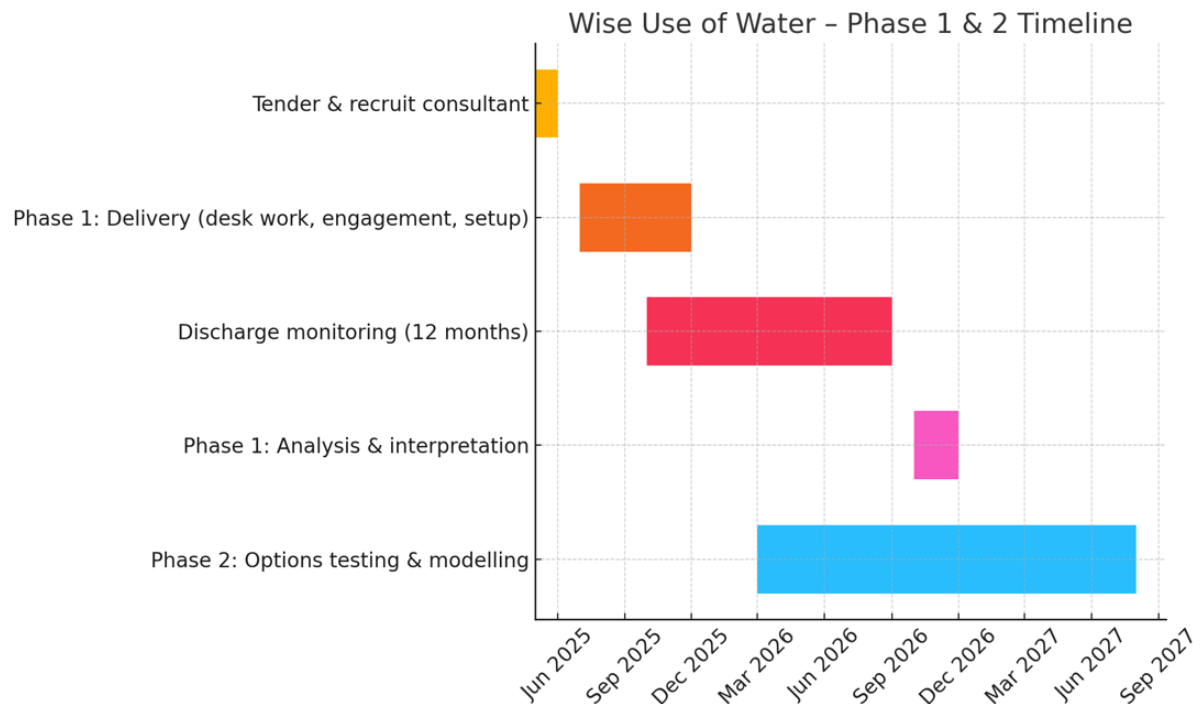 Wise Use of Water – Phase 1 & 2 Timeline
Tender & recruit consultant
Phase 1: Delivery (desk work, engagement, setup)
Discharge monitoring (12 months)
Phase 1: Analysis & interpretation
Phase 2: Options testing & modelling
Jun 2025
Sep 2025
Dec 2025
Mar 2026
Jun 2026
Sep 2026
Dec 2026
Mar 2027
Jun 2027
Sep 2027